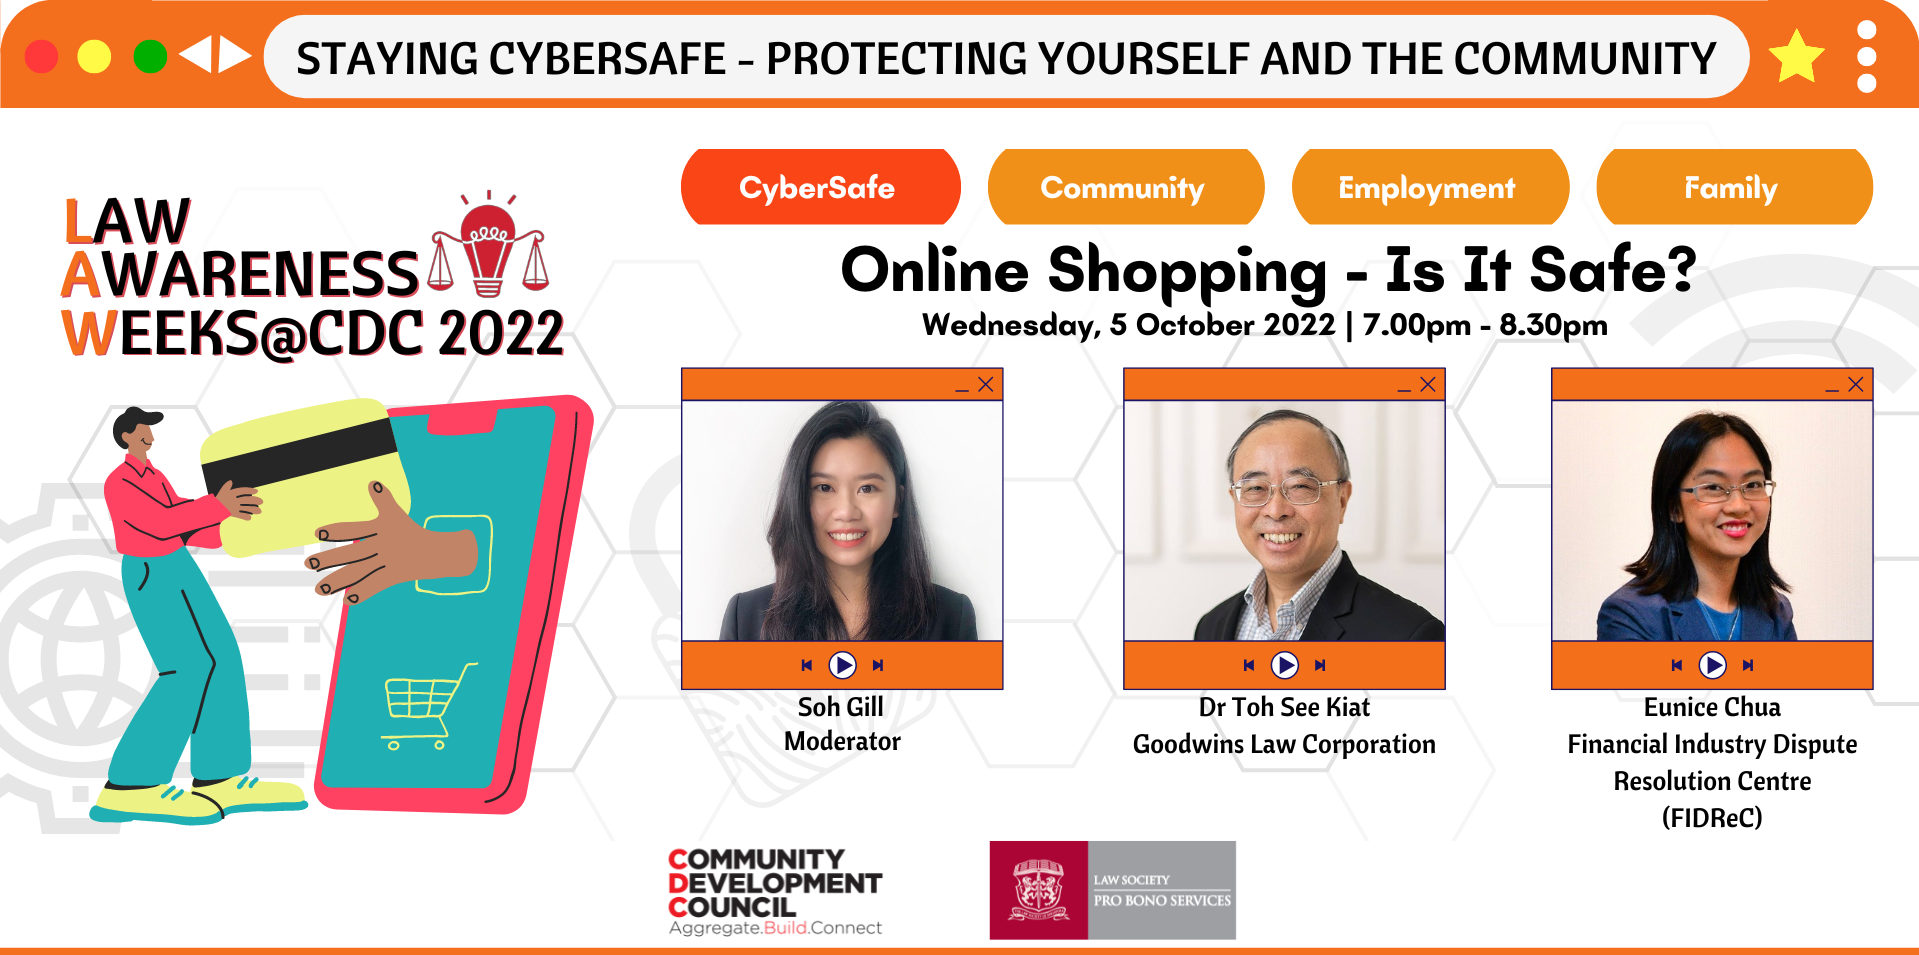 STAYING CYBERSAFE - PROTECTING YOURSELF AND THE COMMUNITY
LAW
AWARENESS
WEEKS@CDC 2022
CyberSafe
Community
Employment
Family
Online Shopping - Is It Safe?
Wednesday, 5 October 2022 | 7.00pm - 8.30pm
Soh Gill
Moderator
Dr Toh See Kiat
Goodwins Law Corporation
Eunice Chua
Financial Industry Dispute
Resolution Centre
(FIDReC)
COMMUNITY
DEVELOPMENT
COUNCIL
Aggregate.Build.Connect
LAW SOCIETY
PRO BONO SERVICES